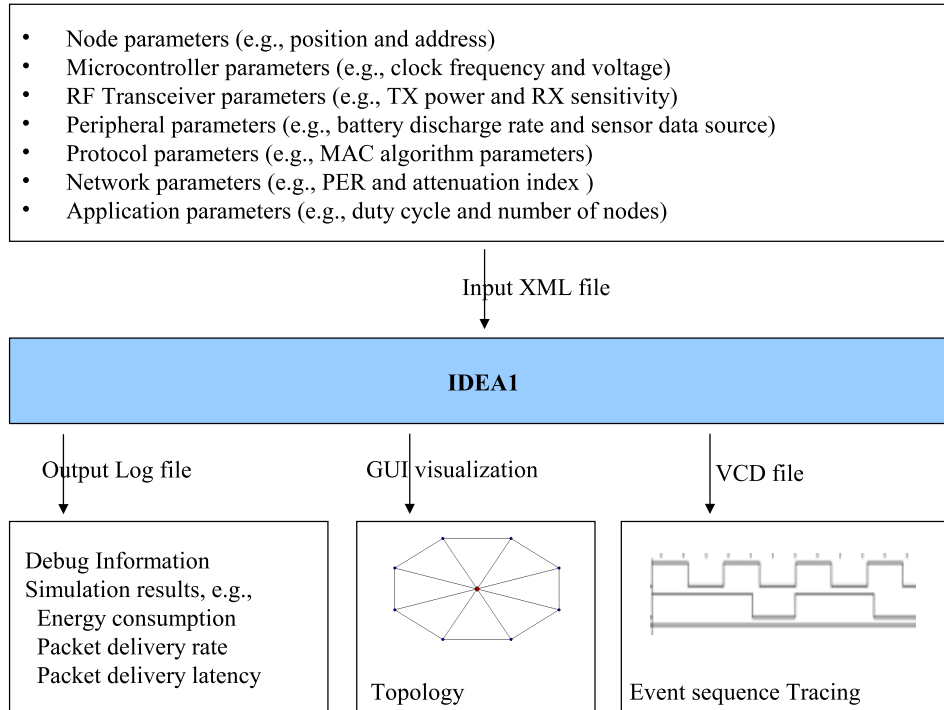 • Node parameters (e.g., position and address)
• Microcontroller parameters (e.g., clock frequency and voltage)
• RF Transceiver parameters (e.g., TX power and RX sensitivity)
• Peripheral parameters (e.g., battery discharge rate and sensor data source)
• Protocol parameters (e.g., MAC algorithm parameters)
• Network parameters (e.g., PER and attenuation index )
• Application parameters (e.g., duty cycle and number of nodes)
Input XML file
IDEA1
Output Log file
GUI visualization
VCD file
Debug Information
Simulation results, e.g.,
Energy consumption
Packet delivery rate
Packet delivery latency
Topology
Event sequence Tracing